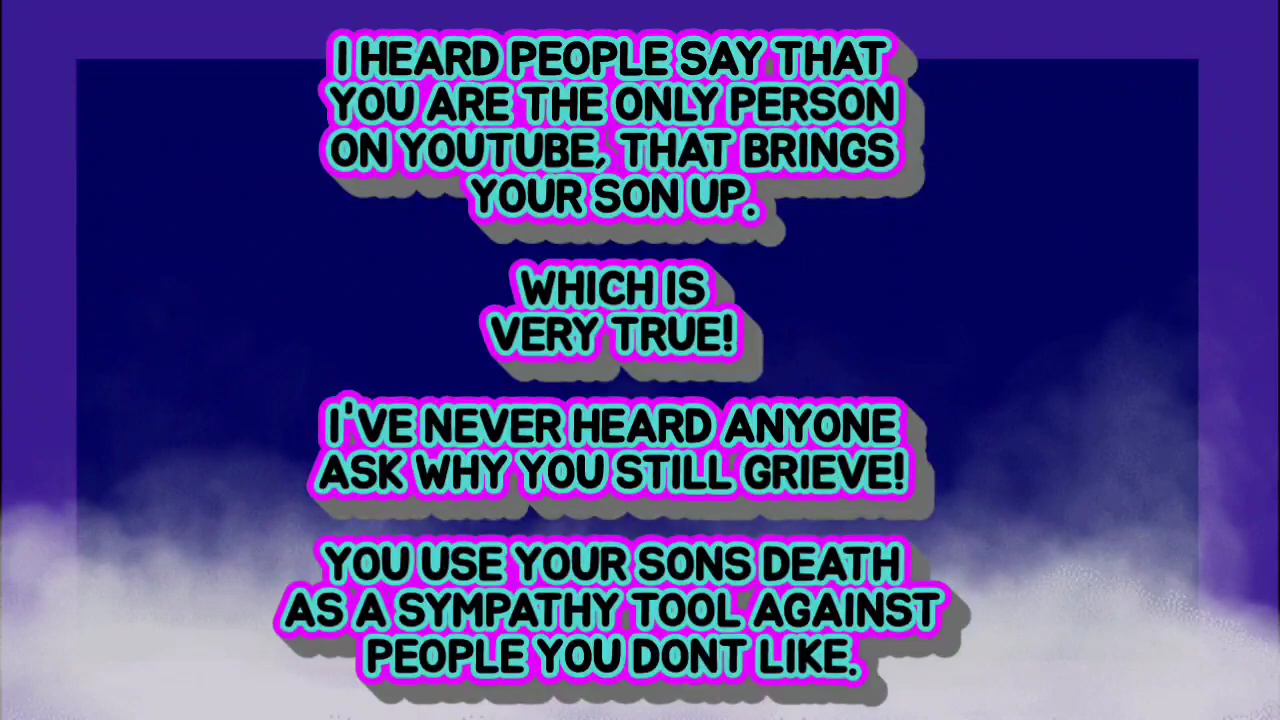 I HEARD PEOPLE SAY THAT
YOU ARE THE ONLY PERSON
ON YOUTUBE, THAT BRINGS
YOUR SON UP.
WHICH IS
VERY TRUE!
I'VE NEVER HEARD ANYONE
ASK WHY YOU STILL GRIEVE!
YOU USE YOUR SONS DEATH
AS A SYMPATHY TOOL AGAINST
PEOPLE YOU DONT LIKE.